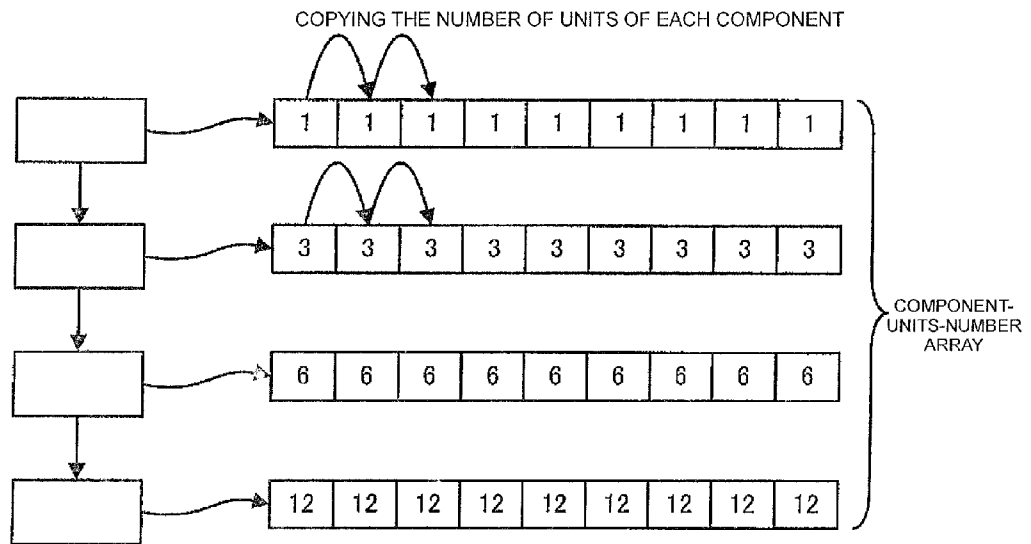 COPYING THE NUMBER OF UNITS OF EACH COMPONENT
1 1 1 1 1 1 1 1 1
3 3 3 3 3 3 3 3 3
COMPONENT-
UNITS-NUMBER
ARRAY
6 6 6 6 6 6 6 6 6
12 12 12 12 12 12 12 12 12